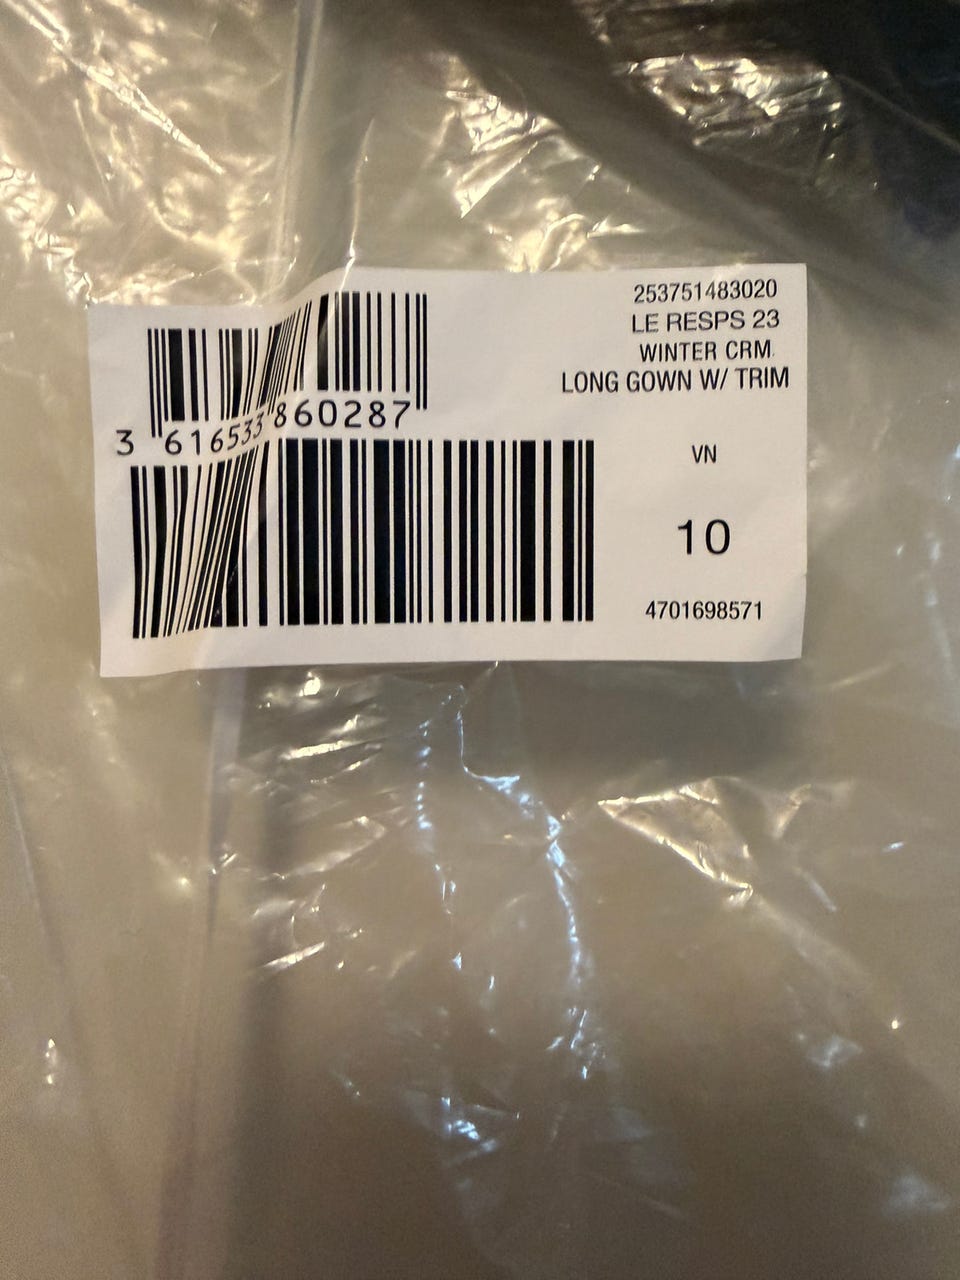 3 616533 860287
253751483020
LE RESPS 23
WINTER CRM
LONG GOWN W/ TRIM
VN
10
4701698571